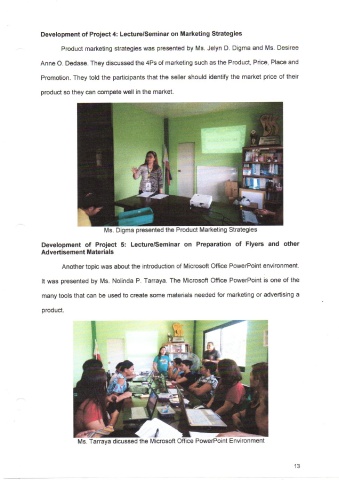 Development of Project 4: Lecture/Seminar on Marketing Strategies
Product marketing strategies was presented by Ms. Jelyn D. Digma and Ms. Desiree
Anne O. Dedase. They discussed the 4Ps of marketing such as the Product, Price, Place and
Promotion. They told the participants that the seller should identify the market price of their
product so they can compete well in the market.
Ms. Digma presented the Product Marketing Strategies
Development of Project 5: Lecture/Seminar on Preparation of Flyers and other
Advertisement Materials
Another topic was about the introduction of Microsoft Office PowerPoint environment.
It was presented by Ms. Nolinda P. Tarraya. The Microsoft Office PowerPoint is one of the
many tools that can be used to create some materials needed for marketing or advertising a
product.
Ms. Tarraya dicussed the Microsoft Office PowerPoint Environment
13